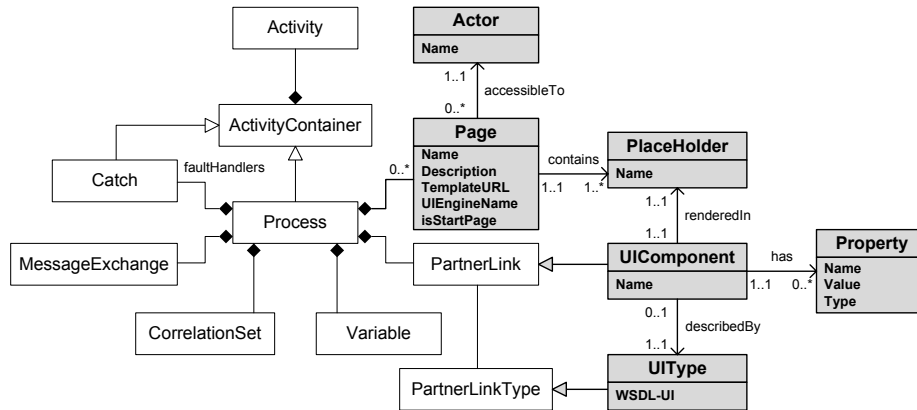 Activity
Actor
Name
1..1
accessibleTo
0..*
ActivityContainer
Page
Name
Description
TemplateURL
UIEngineName
isStartPage
contains
1..1
1..*
PlaceHolder
Name
Catch
faultHandlers
0..*
Process
1..1
renderedIn
1..1
MessageExchange
PartnerLink
UIComponent
Name
has
1..1
0..*
Property
Name
Value
Type
CorrelationSet
Variable
0..1
describedBy
1..1
PartnerLinkType
UIType
WSDL-UI